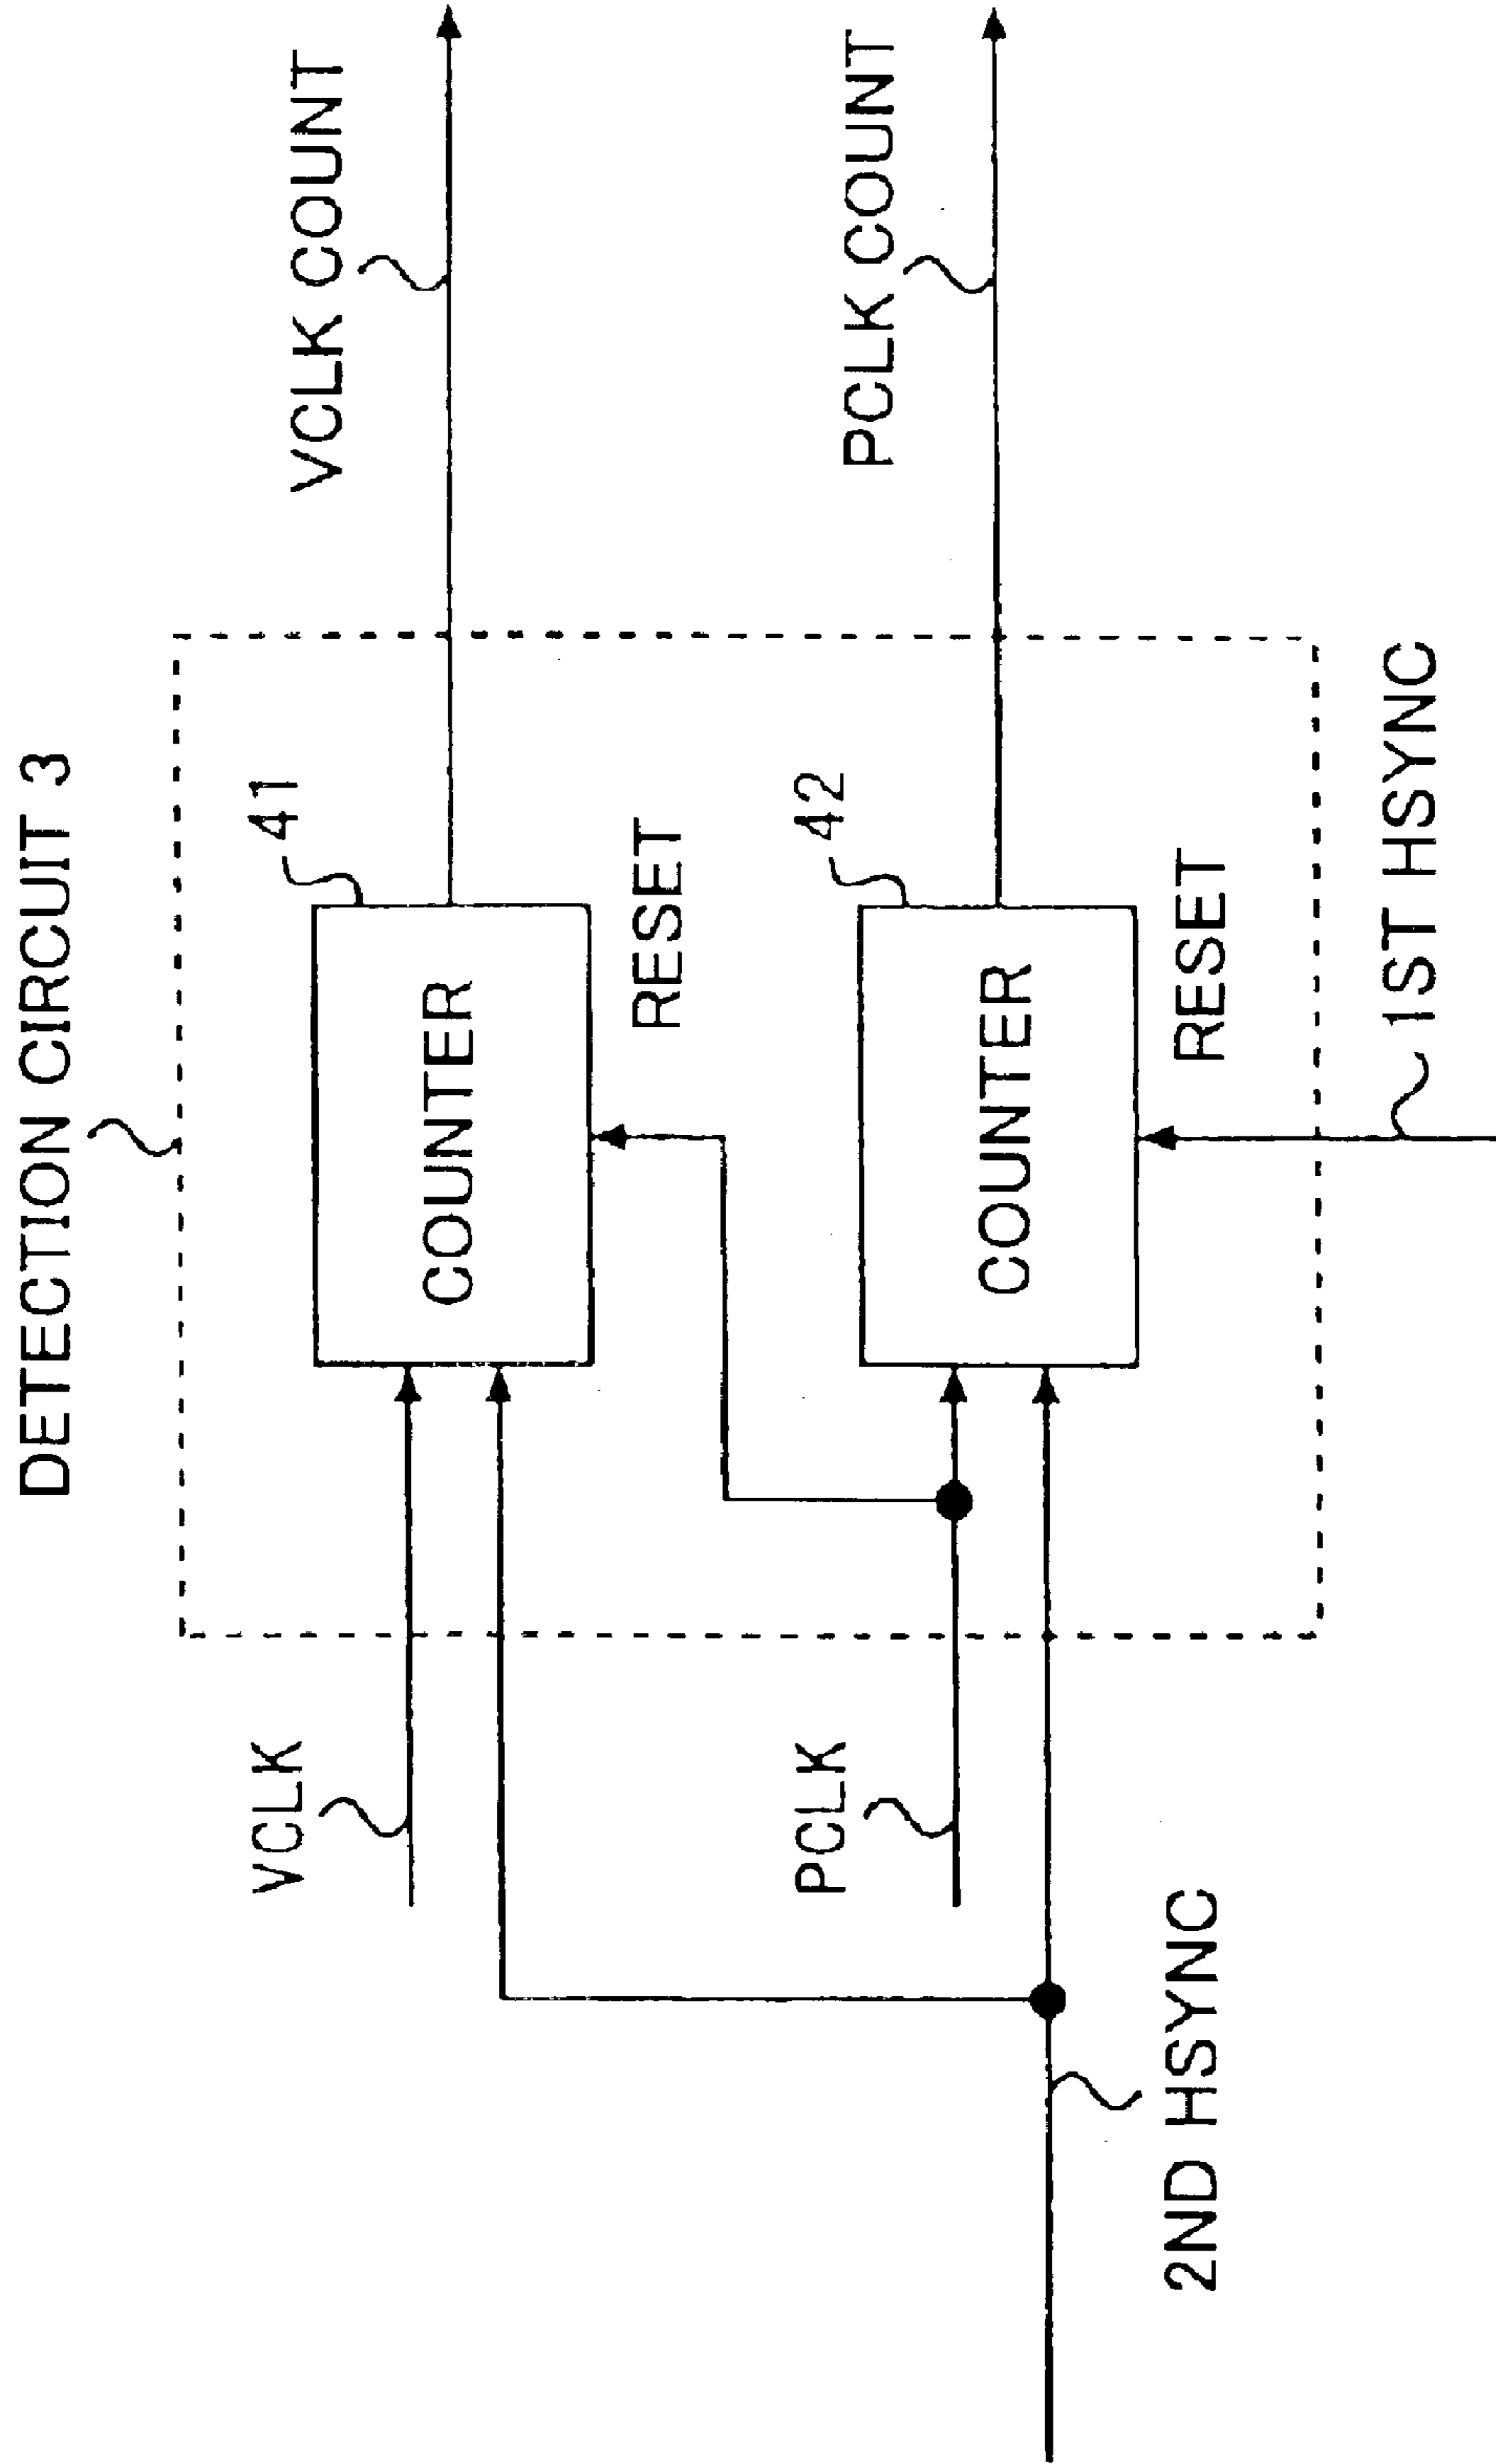 DETECTION CIRCUIT 3
VCLK
41
COUNTER
VCLK COUNT
RESET
PCLK
42
COUNTER
PCLK COUNT
RESET
2ND HSYNC
1ST HSYNC